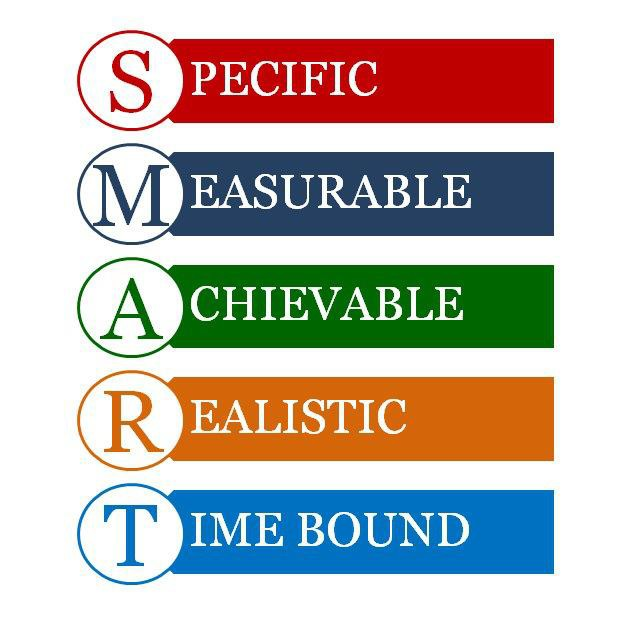 SPECIFIC
MEASURABLE
ACHIEVABLE
REALISTIC
TIME BOUND